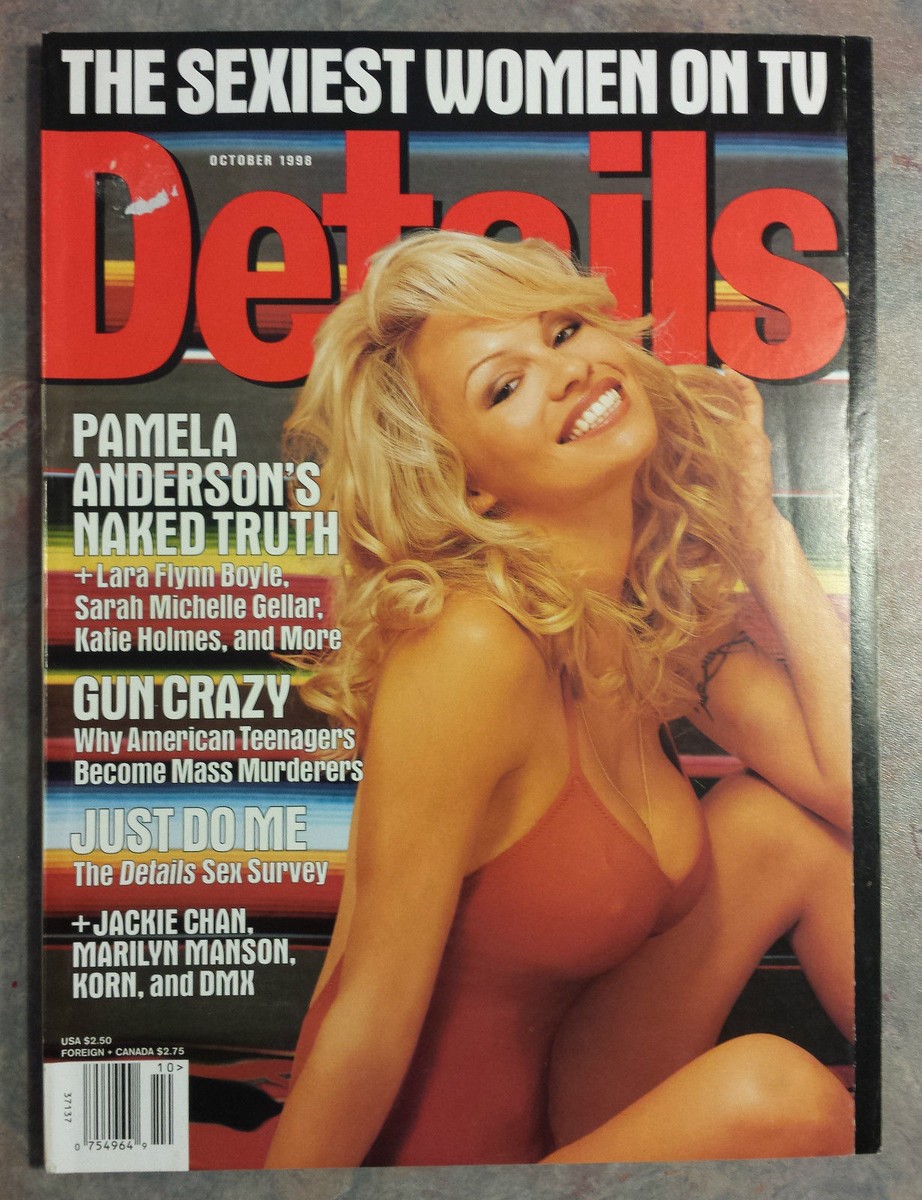 THE SEXIEST WOMEN ON TV
OCTOBER 1998
Details
PAMELA
ANDERSON'S
NAKED TRUTH
+Lara Flynn Boyle,
Sarah Michelle Gellar,
Katie Holmes, and More
GUN CRAZY
Why American Teenagers
Become Mass Murderers
JUST DO ME
The Details Sex Survey
+JACKIE CHAN,
MARILYN MANSON,
KORN, and DMX
USA $2.50
FOREIGN + CANADA $2.75
10>
37137
0 754964 9